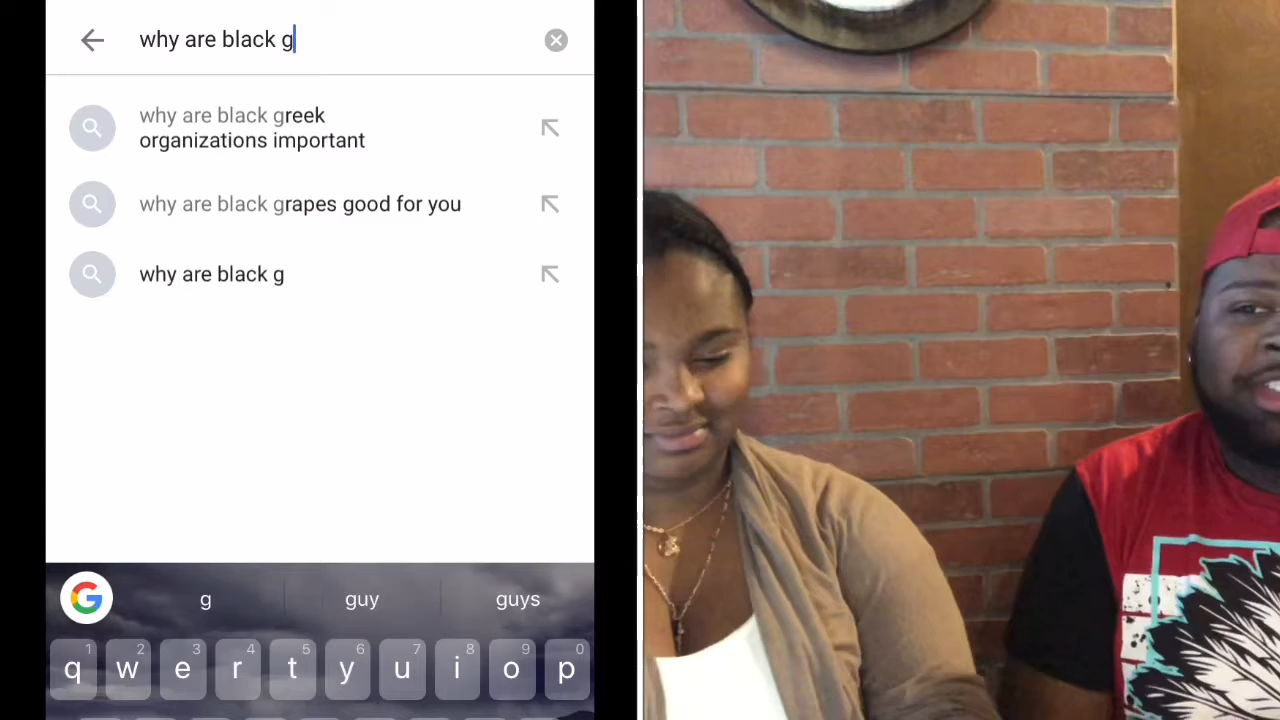 why are black g
why are black greek
organizations important
why are black grapes good for you
why are black g
G g guy guys
1 2 3 4 5 6 7 8 9 0
q w e r t y u i o p